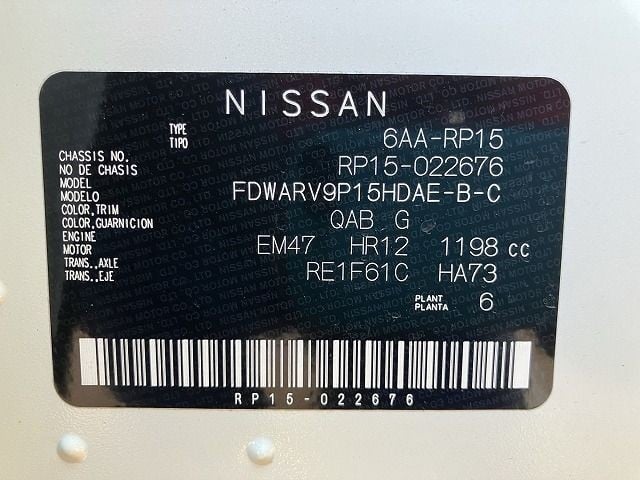 NISSAN
TYPE
TIPO
6AA-RP15
CHASSIS NO.
NO DE CHASIS
RP15-022676
MODEL
MODELO
FDWARV9P15HDAE-B-C
COLOR,TRIM
COLOR,GUARNICION
QAB G
ENGINE
MOTOR
EM47 HR12 1198 cc
TRANS.,AXLE
TRANS.,EJE
RE1F61C HA73
PLANT
PLANTA
6
RP15-022676